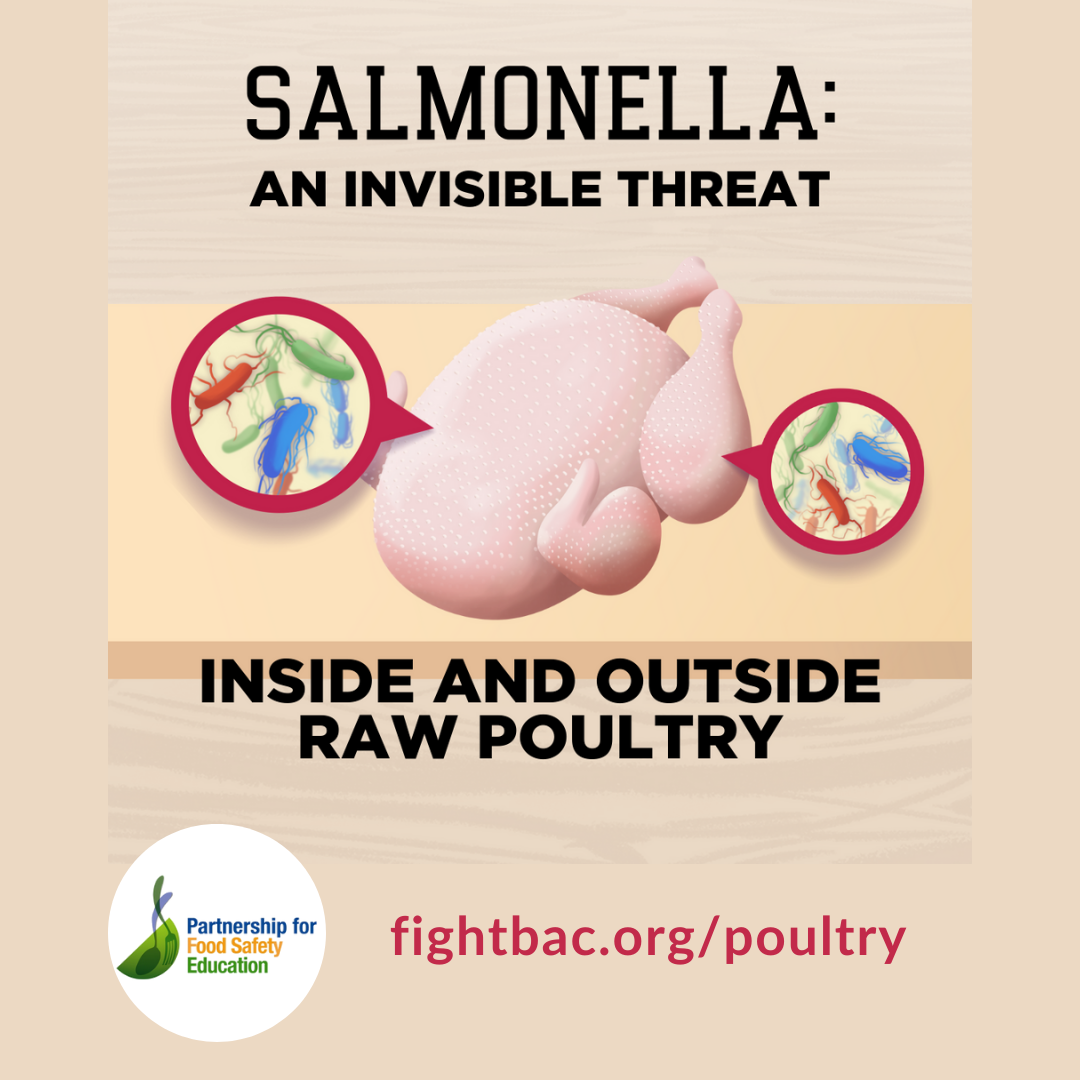 SALMONELLA:
AN INVISIBLE THREAT
INSIDE AND OUTSIDE
RAW POULTRY
Partnership for
Food Safety
Education
fightbac.org/poultry